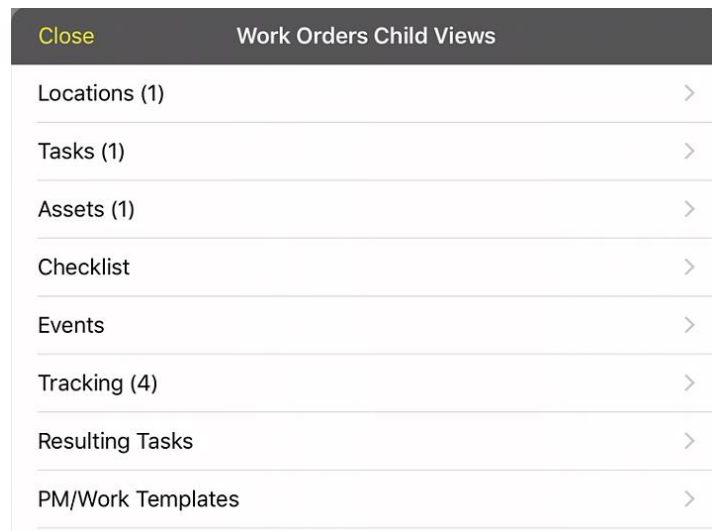 Close
Work Orders Child Views
Locations (1)
Tasks (1)
Assets (1)
Checklist
Events
Tracking (4)
Resulting Tasks
PM/Work Templates